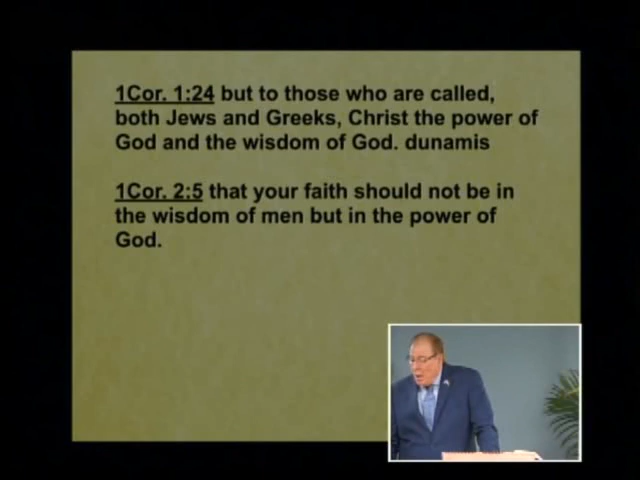 1Cor. 1:24 but to those who are called,
both Jews and Greeks, Christ the power of
God and the wisdom of God. dunamis
1Cor. 2:5 that your faith should not be in
the wisdom of men but in the power of
God.